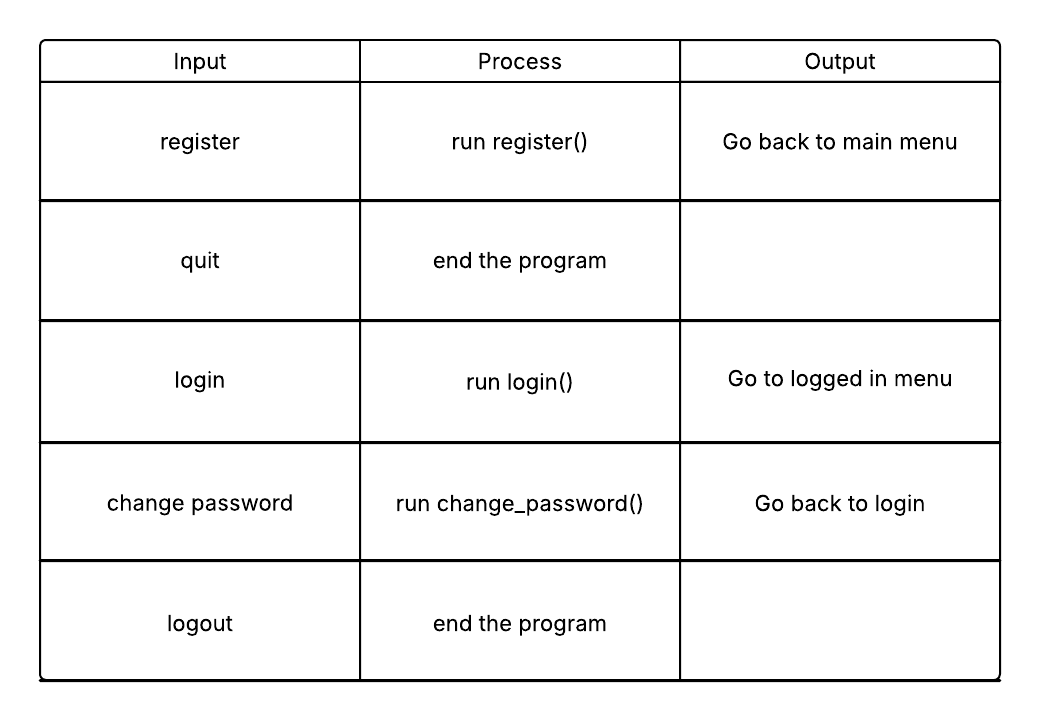 Input Process Output
register run register() Go back to main menu
quit end the program
login run login() Go to logged in menu
change password run change_password() Go back to login
logout end the program